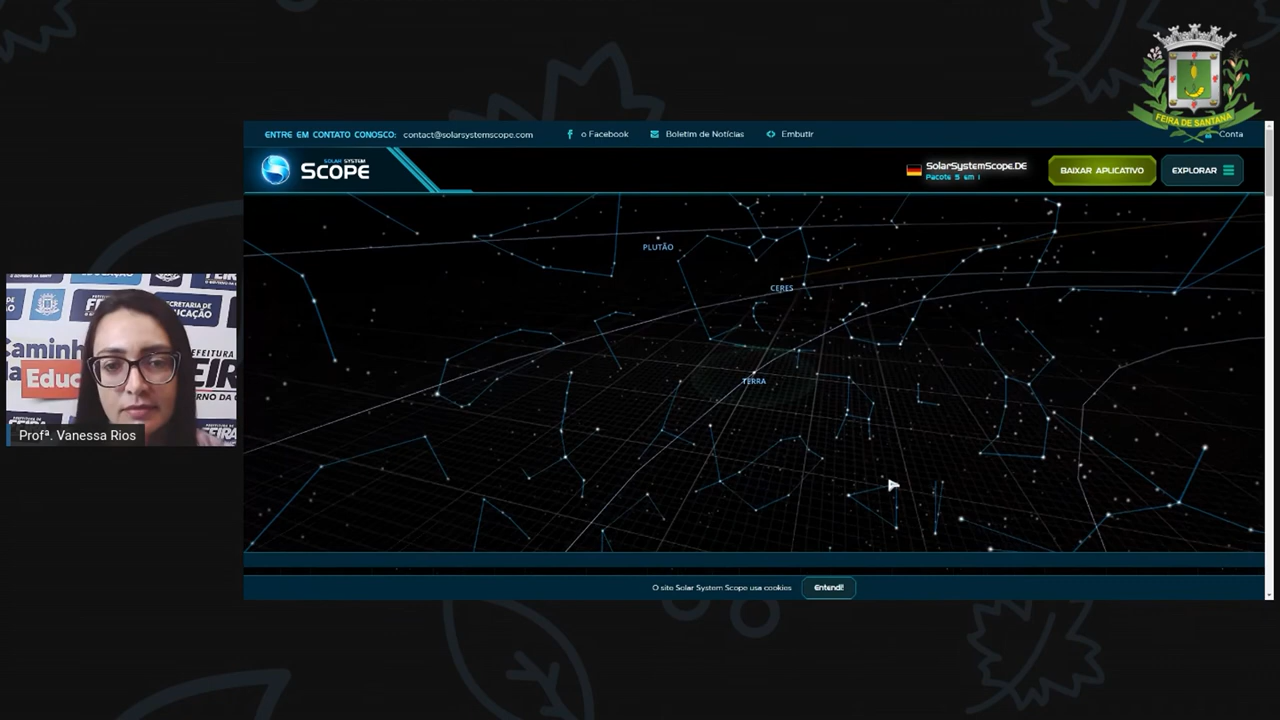 FEIRA DE SANTANA
ENTRE EM CONTATO CONOSCO: contact@solarsystemscope.com
o Facebook
Boletim de Notícias
Embutir
Conta
SOLAR SYSTEM
SCOPE
SolarSystemScope.DE
Pacote 5 em 1
BAIXAR APLICATIVO
EXPLORAR
PLUTÃO
CERES
TERRA
SECRETARIA DE
EDUCAÇÃO
Caminh
Educ
PREFEITURA
Profª. Vanessa Rios
O site Solar System Scope usa cookies
Entendi!